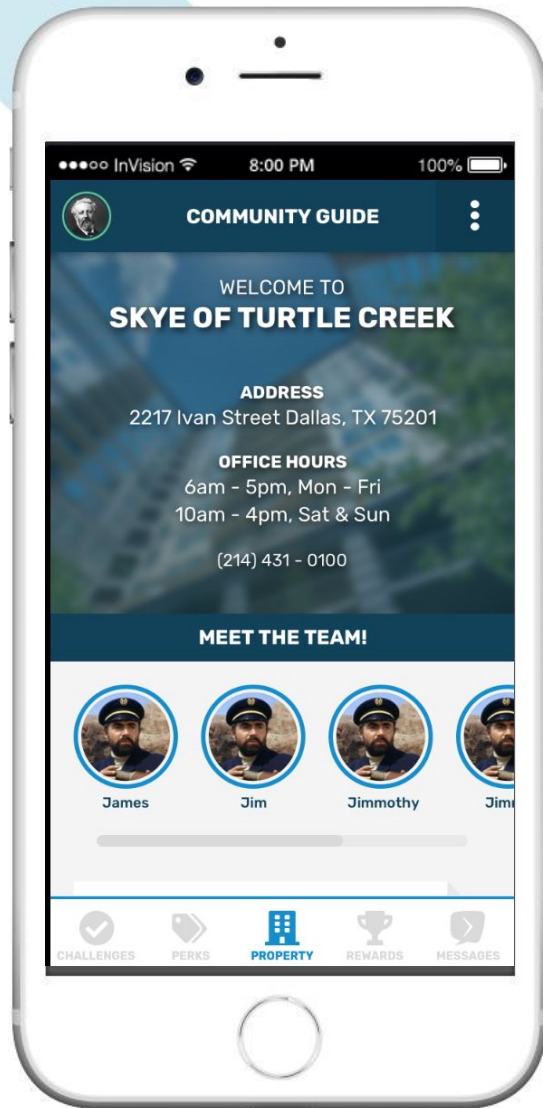 InVision
8:00 PM
100%
COMMUNITY GUIDE
WELCOME TO
SKYE OF TURTLE CREEK
ADDRESS
2217 Ivan Street Dallas, TX 75201
OFFICE HOURS
6am - 5pm, Mon - Fri
10am - 4pm, Sat & Sun
(214) 431 - 0100
MEET THE TEAM!
James
Jim
Jimmothy
CHALLENGES
PERKS
PROPERTY
REWARDS
MESSAGES